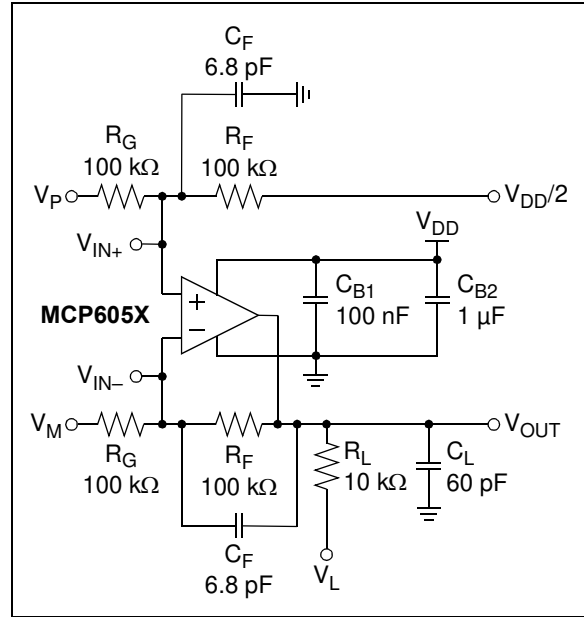 C_F
6.8 pF
R_G
100 kΩ
R_F
100 kΩ
V_P
V_DD/2
V_IN+
V_DD
MCP605X
+
−
C_B1
100 nF
C_B2
1 µF
V_IN−
V_M
V_OUT
R_G
100 kΩ
R_F
100 kΩ
R_L
10 kΩ
C_L
60 pF
C_F
6.8 pF
V_L